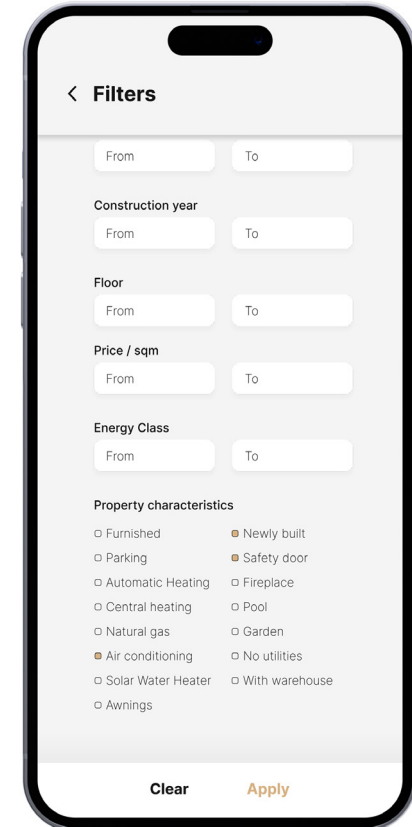 Filters
From To
Construction year
From To
Floor
From To
Price / sqm
From To
Energy Class
From To
Property characteristics
Furnished Newly built
Parking Safety door
Automatic Heating Fireplace
Central heating Pool
Natural gas Garden
Air conditioning No utilities
Solar Water Heater With warehouse
Awnings
Clear Apply